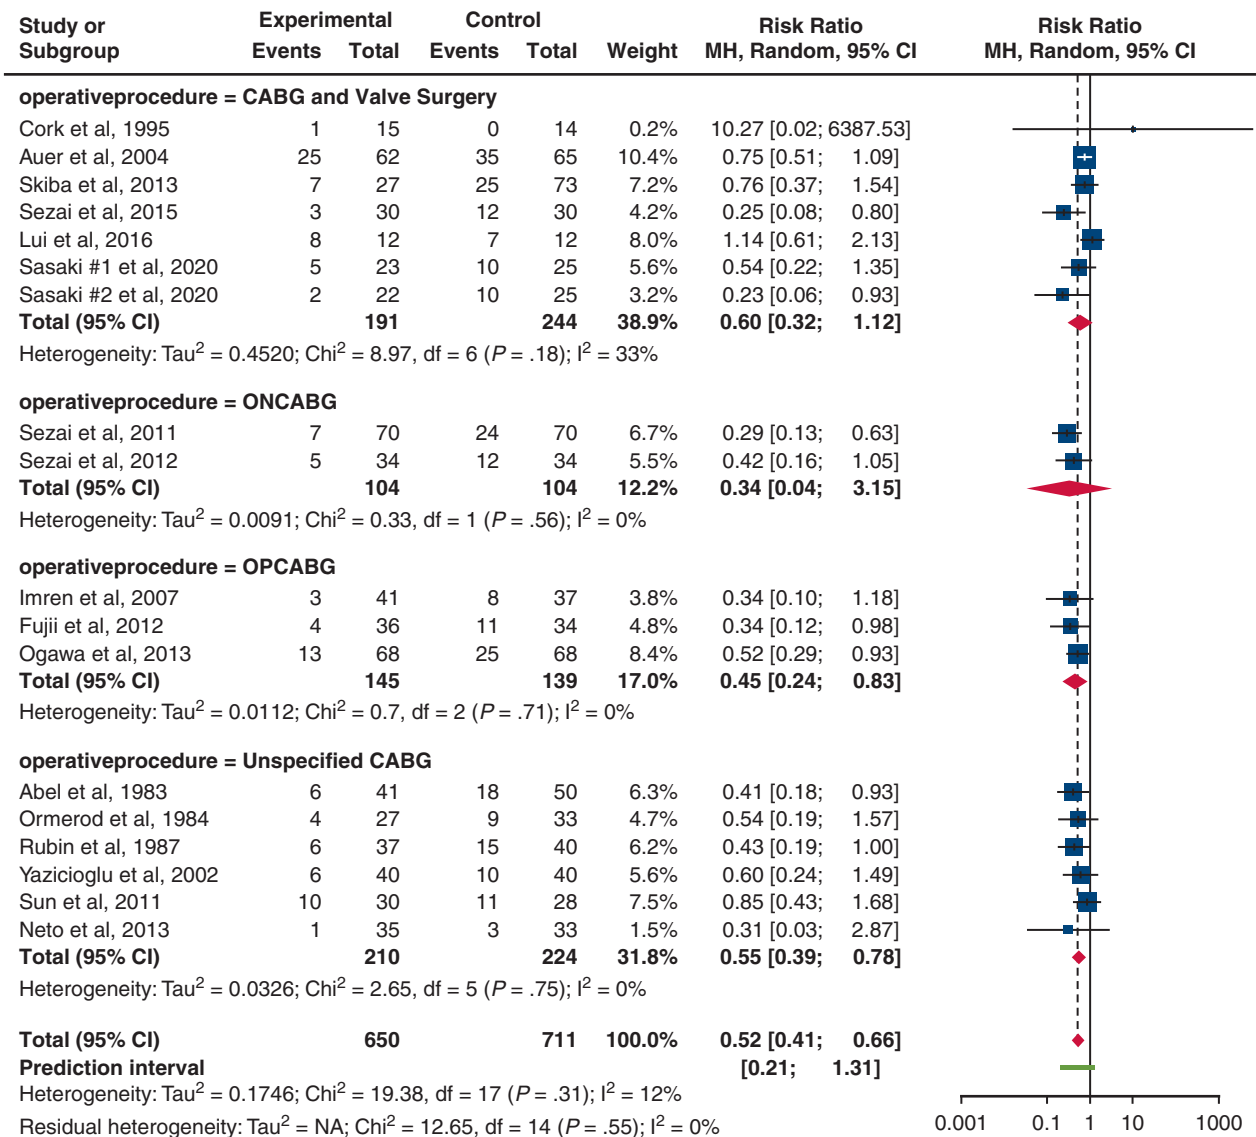 Study or Subgroup Experimental Events Total Control Events Total Weight Risk Ratio MH, Random, 95% CI Risk Ratio MH, Random, 95% CI
operativeprocedure = CABG and Valve Surgery
Cork et al, 1995 1 15 0 14 0.2% 10.27 [0.02; 6387.53]
Auer et al, 2004 25 62 35 65 10.4% 0.75 [0.51; 1.09]
Skiba et al, 2013 7 27 25 73 7.2% 0.76 [0.37; 1.54]
Sezai et al, 2015 3 30 12 30 4.2% 0.25 [0.08; 0.80]
Lui et al, 2016 8 12 7 12 8.0% 1.14 [0.61; 2.13]
Sasaki #1 et al, 2020 5 23 10 25 5.6% 0.54 [0.22; 1.35]
Sasaki #2 et al, 2020 2 22 10 25 3.2% 0.23 [0.06; 0.93]
Total (95% CI) 191 244 38.9% 0.60 [0.32; 1.12]
Heterogeneity: Tau² = 0.4520; Chi² = 8.97, df = 6 (P = .18); I² = 33%
operativeprocedure = ONCABG
Sezai et al, 2011 7 70 24 70 6.7% 0.29 [0.13; 0.63]
Sezai et al, 2012 5 34 12 34 5.5% 0.42 [0.16; 1.05]
Total (95% CI) 104 104 12.2% 0.34 [0.04; 3.15]
Heterogeneity: Tau² = 0.0091; Chi² = 0.33, df = 1 (P = .56); I² = 0%
operativeprocedure = OPCABG
Imren et al, 2007 3 41 8 37 3.8% 0.34 [0.10; 1.18]
Fujii et al, 2012 4 36 11 34 4.8% 0.34 [0.12; 0.98]
Ogawa et al, 2013 13 68 25 68 8.4% 0.52 [0.29; 0.93]
Total (95% CI) 145 139 17.0% 0.45 [0.24; 0.83]
Heterogeneity: Tau² = 0.0112; Chi² = 0.7, df = 2 (P = .71); I² = 0%
operativeprocedure = Unspecified CABG
Abel et al, 1983 6 41 18 50 6.3% 0.41 [0.18; 0.93]
Ormerod et al, 1984 4 27 9 33 4.7% 0.54 [0.19; 1.57]
Rubin et al, 1987 6 37 15 40 6.2% 0.43 [0.19; 1.00]
Yazicioglu et al, 2002 6 40 10 40 5.6% 0.60 [0.24; 1.49]
Sun et al, 2011 10 30 11 28 7.5% 0.85 [0.43; 1.68]
Neto et al, 2013 1 35 3 33 1.5% 0.31 [0.03; 2.87]
Total (95% CI) 210 224 31.8% 0.55 [0.39; 0.78]
Heterogeneity: Tau² = 0.0326; Chi² = 2.65, df = 5 (P = .75); I² = 0%
Total (95% CI) 650 711 100.0% 0.52 [0.41; 0.66]
Prediction interval [0.21; 1.31]
Heterogeneity: Tau² = 0.1746; Chi² = 19.38, df = 17 (P = .31); I² = 12%
Residual heterogeneity: Tau² = NA; Chi² = 12.65, df = 14 (P = .55); I² = 0%
0.001 0.1 1 10 1000